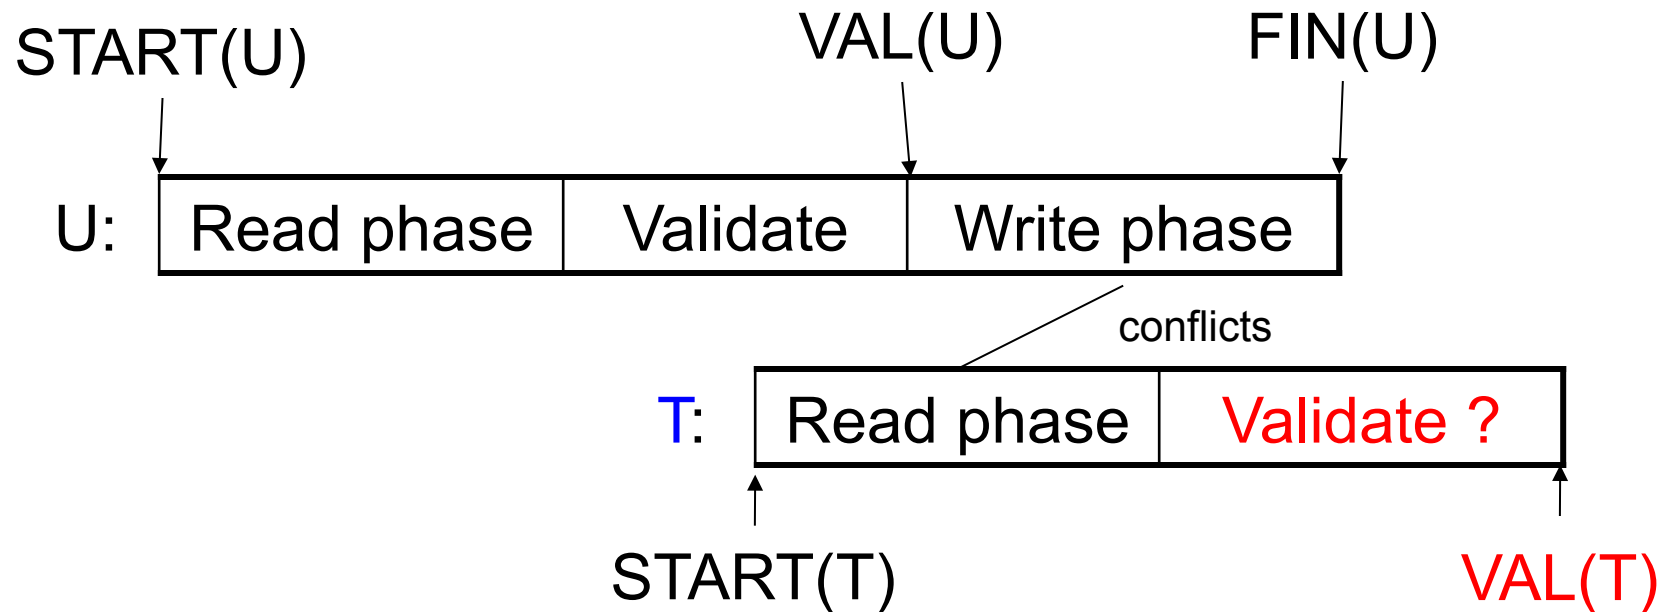 START(U) VAL(U) FIN(U)
U: Read phase Validate Write phase
conflicts
T: Read phase Validate ?
START(T) VAL(T)